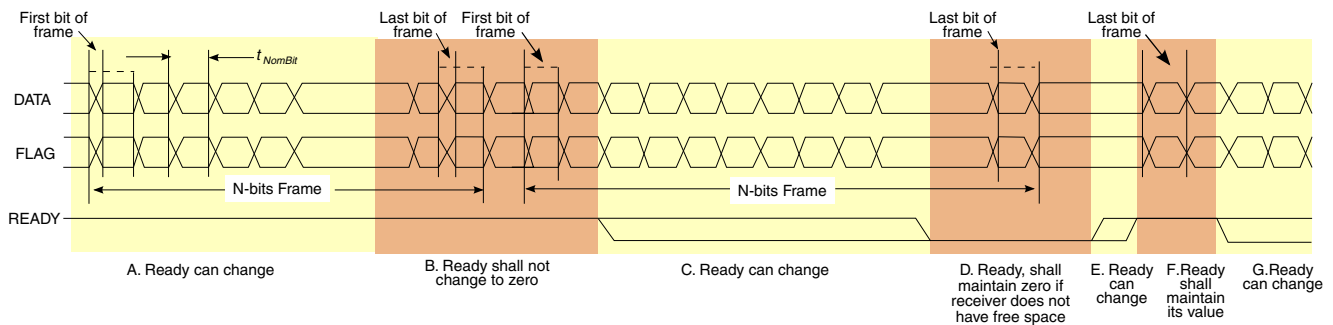 First bit of
frame
t NomBit
Last bit of
frame
First bit of
frame
Last bit of
frame
Last bit of
frame
DATA
FLAG
N-bits Frame
N-bits Frame
READY
A. Ready can change
B. Ready shall not
change to zero
C. Ready can change
D. Ready, shall
maintain zero if
receiver does not
have free space
E. Ready
can
change
F.Ready
shall
maintain
its value
G.Ready
can change